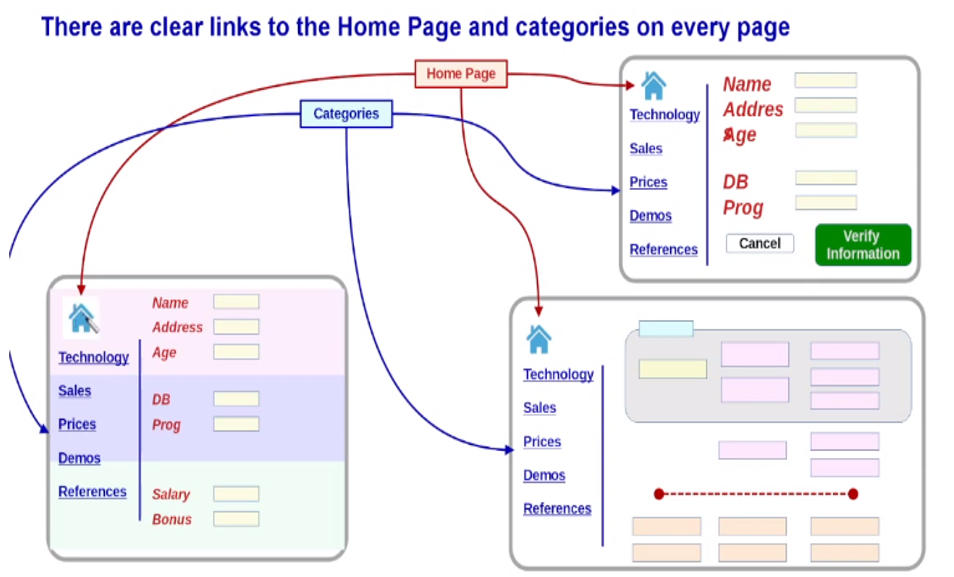 There are clear links to the Home Page and categories on every page
Home Page
Categories
Technology
Sales
Prices
Demos
References
Name
Addres
s
Age
DB
Prog
Cancel
Verify
Information
Technology
Sales
Prices
Demos
References
Name
Address
Age
DB
Prog
Salary
Bonus
Technology
Sales
Prices
Demos
References